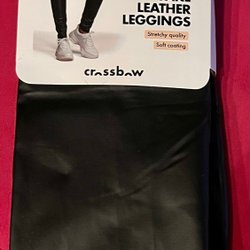 LEATHER
LEGGINGS
Stretchy quality
Soft coating
crossbow